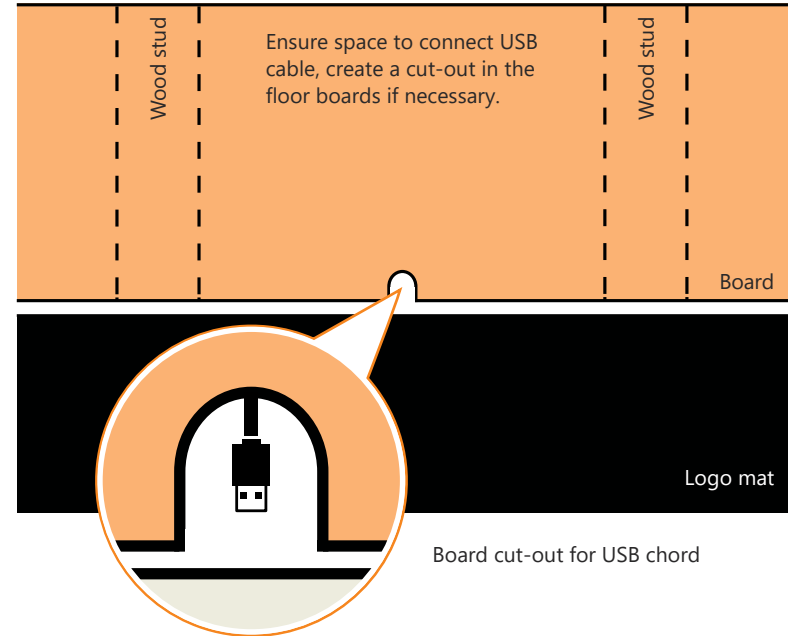 Wood stud
Ensure space to connect USB
cable, create a cut-out in the
floor boards if necessary.
Wood stud
Board
Logo mat
Board cut-out for USB chord